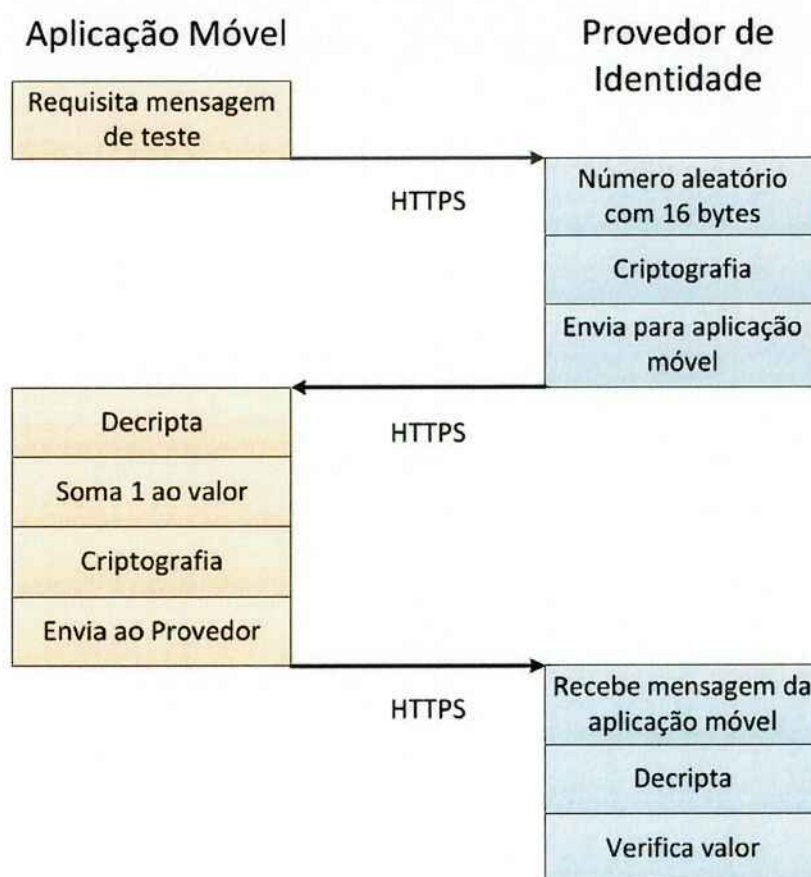 Aplicação Móvel
Provedor de
Identidade
Requisita mensagem
de teste
HTTPS
Número aleatório
com 16 bytes
Criptografia
Envia para aplicação
móvel
HTTPS
Decripta
Soma 1 ao valor
Criptografia
Envia ao Provedor
HTTPS
Recebe mensagem da
aplicação móvel
Decripta
Verifica valor